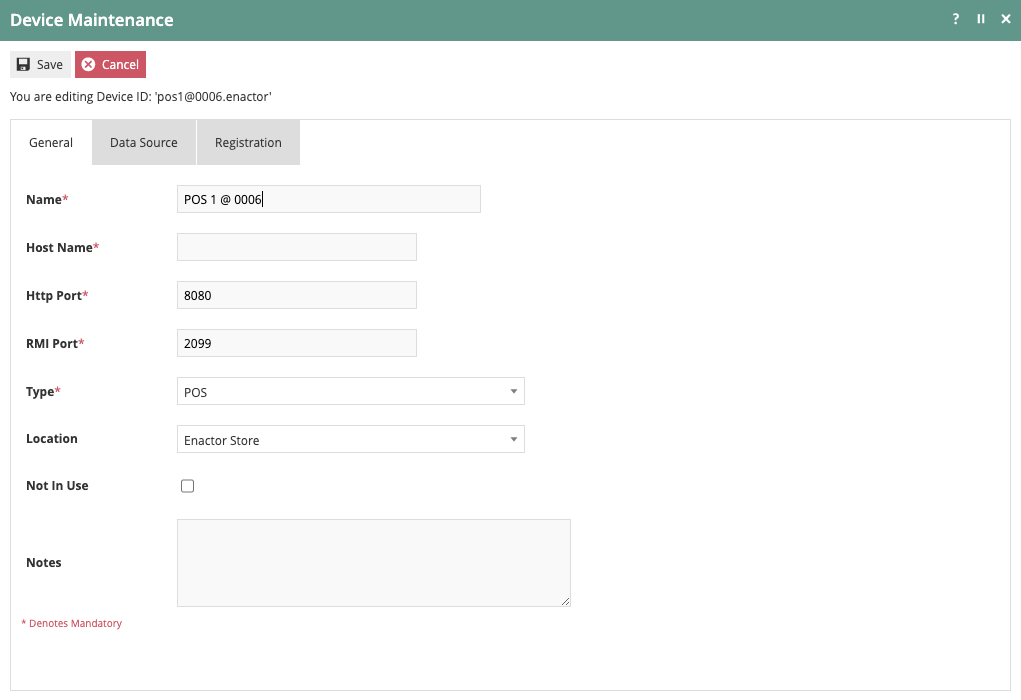 Device Maintenance
?
Save Cancel
You are editing Device ID: 'pos1@0006.enactor'
General Data Source Registration
Name* POS 1 @ 0006
Host Name*
Http Port* 8080
RMI Port* 2099
Type* POS
Location Enactor Store
Not In Use
Notes
* Denotes Mandatory